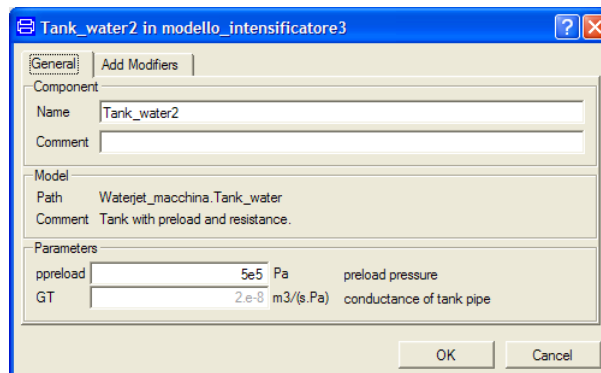 Tank_water2 in modello_intensificatore3
General Add Modifiers
Component
Name Tank_water2
Comment
Model
Path Waterjet_macchina.Tank_water
Comment Tank with preload and resistance.
Parameters
ppreload 5e5 Pa preload pressure
GT 2.e-8 m3/(s.Pa) conductance of tank pipe
OK Cancel